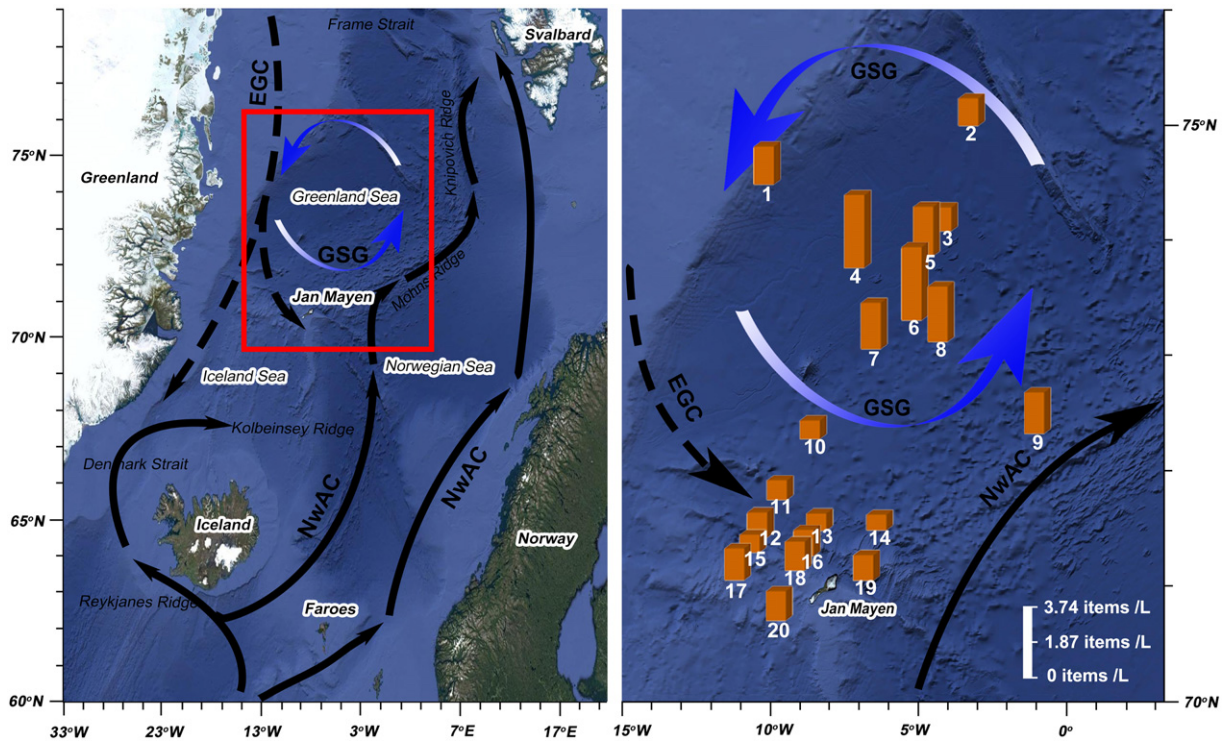 Frame Strait
Svalbard
EGC
75°N
Knipovich Ridge
Greenland
Greenland Sea
GSG
Jan Mayen
Mohns Ridge
70°N
Iceland Sea
Norwegian Sea
Kolbeinsey Ridge
Denmark Strait
NwAC
NwAC
65°N
Iceland
Norway
Reykjanes Ridge
Faroes
60°N
33°W
23°W
13°W
3°W
7°E
17°E
GSG
2
75°N
1
3
5
4
8
7
EGC
GSG
6
9
10
NwAC
11
12
13
14
15
16
17
18
19
Jan Mayen
20
3.74 items /L
1.87 items /L
0 items /L
70°N
15°W
10°W
5°W
0°